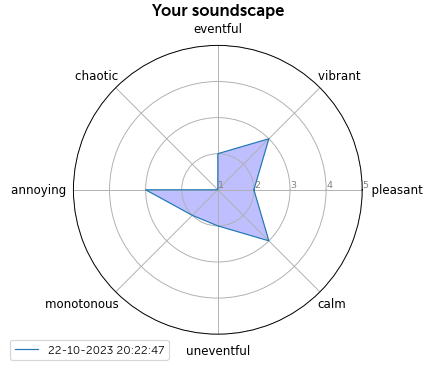 Your soundscape
eventful
chaotic
vibrant
annoying
1 2 3 4 5
pleasant
monotonous
calm
uneventful
22-10-2023 20:22:47